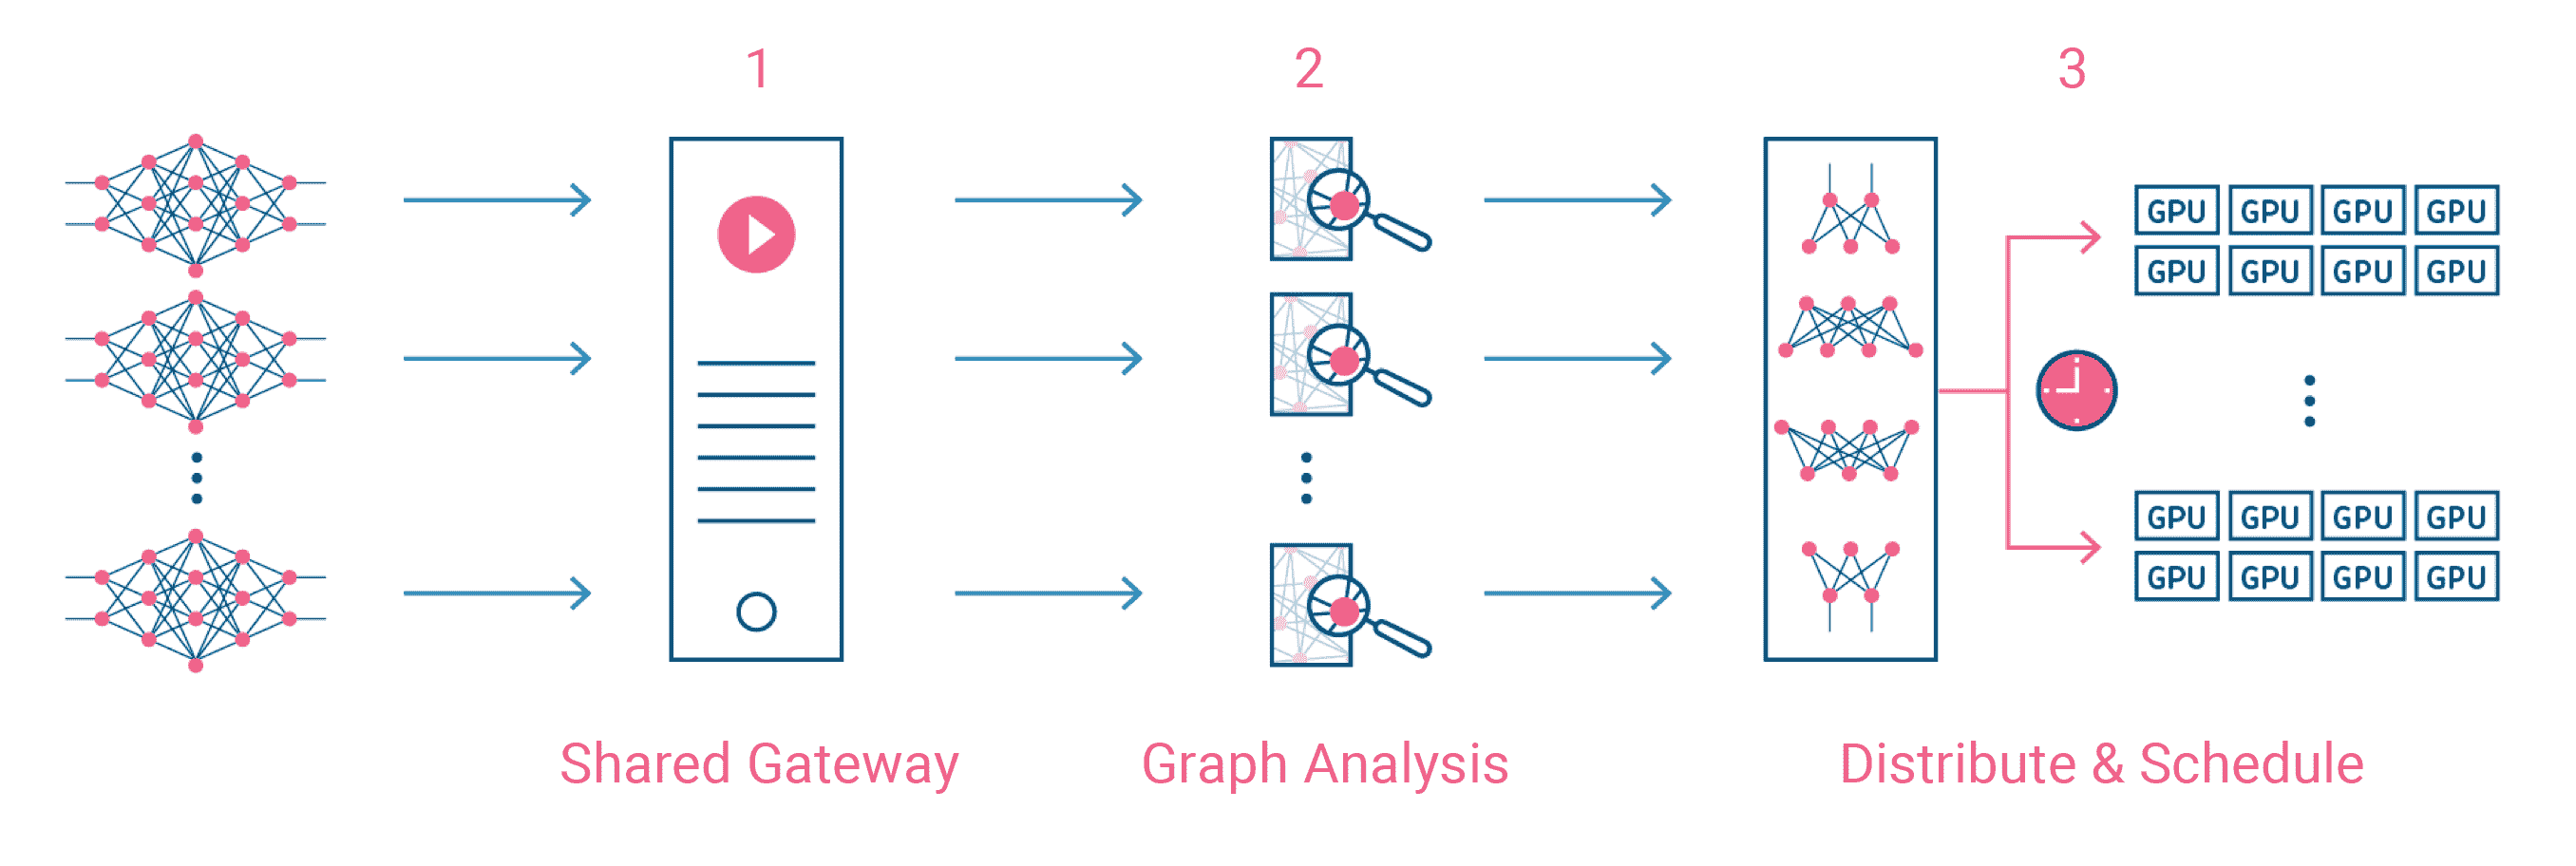 1
2
3
GPU GPU GPU GPU
GPU GPU GPU GPU
GPU GPU GPU GPU
GPU GPU GPU GPU
Shared Gateway
Graph Analysis
Distribute & Schedule